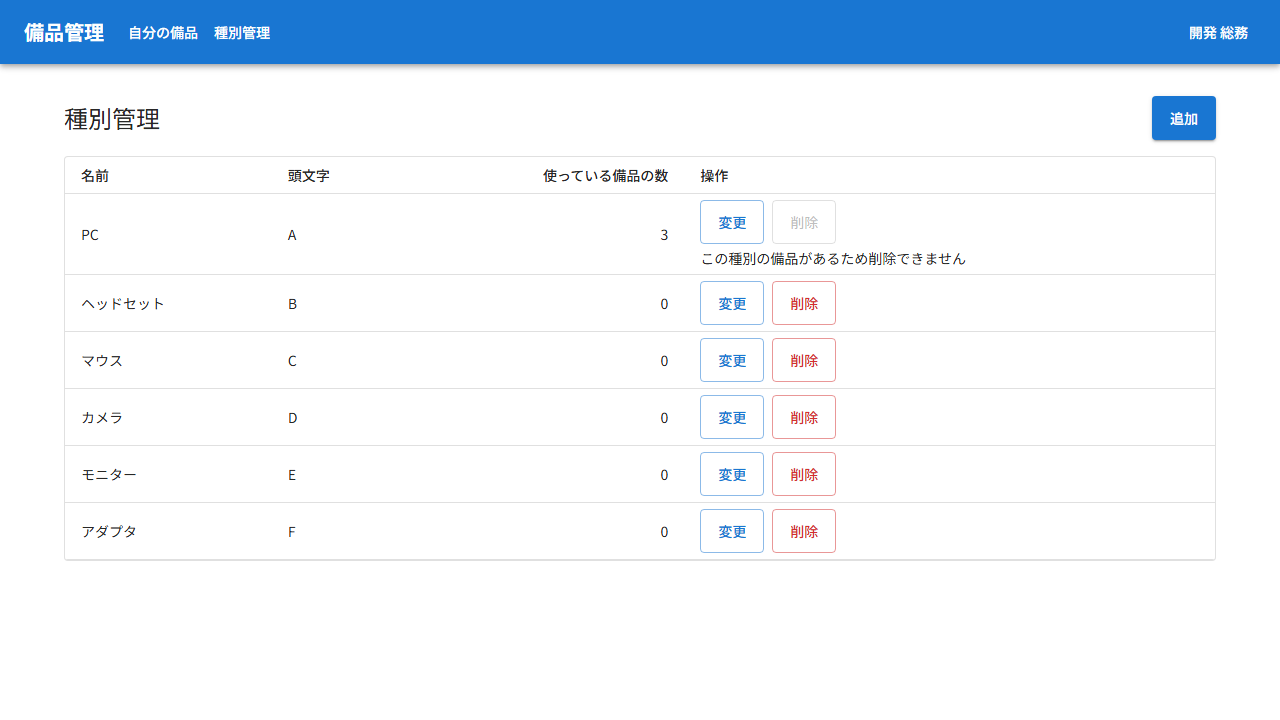 備品管理 自分の備品 種別管理 開発 総務
種別管理 追加
名前 頭文字 使っている備品の数 操作
PC A 3 変更 削除
この種別の備品があるため削除できません
ヘッドセット B 0 変更 削除
マウス C 0 変更 削除
カメラ D 0 変更 削除
モニター E 0 変更 削除
アダプタ F 0 変更 削除